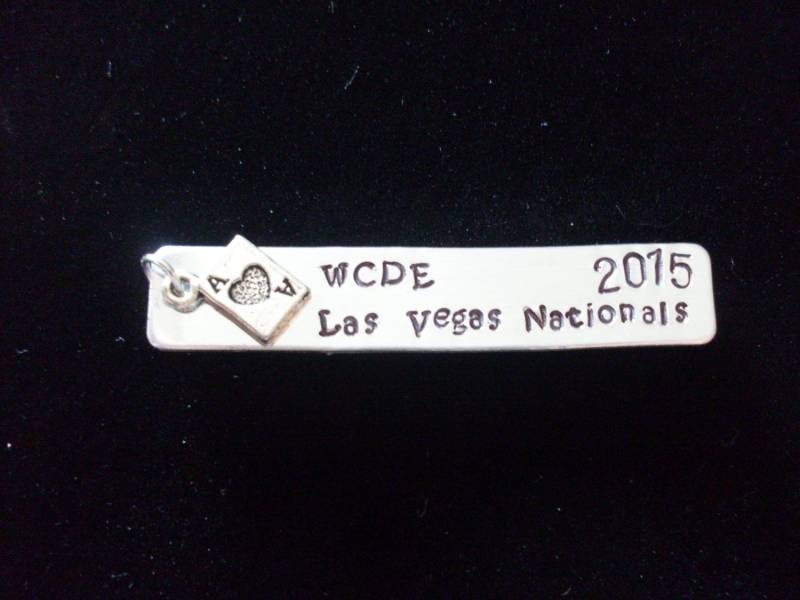 A
A
WCDE 2015
Las Vegas Nationals